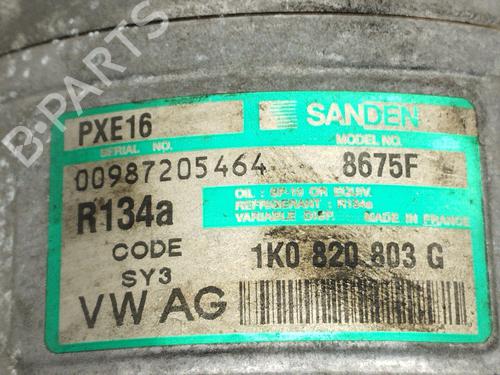 B-PARTS
PXE16
SANDEN
SERIAL NO.
MODEL NO.
00987205464
8675F
R134a
OIL : SP-10 OR EQUIV.
REFRIGERANT : R134a
VARIABLE DISP. MADE IN FRANCE
CODE
SY3
1K0 820 803 G
VW AG